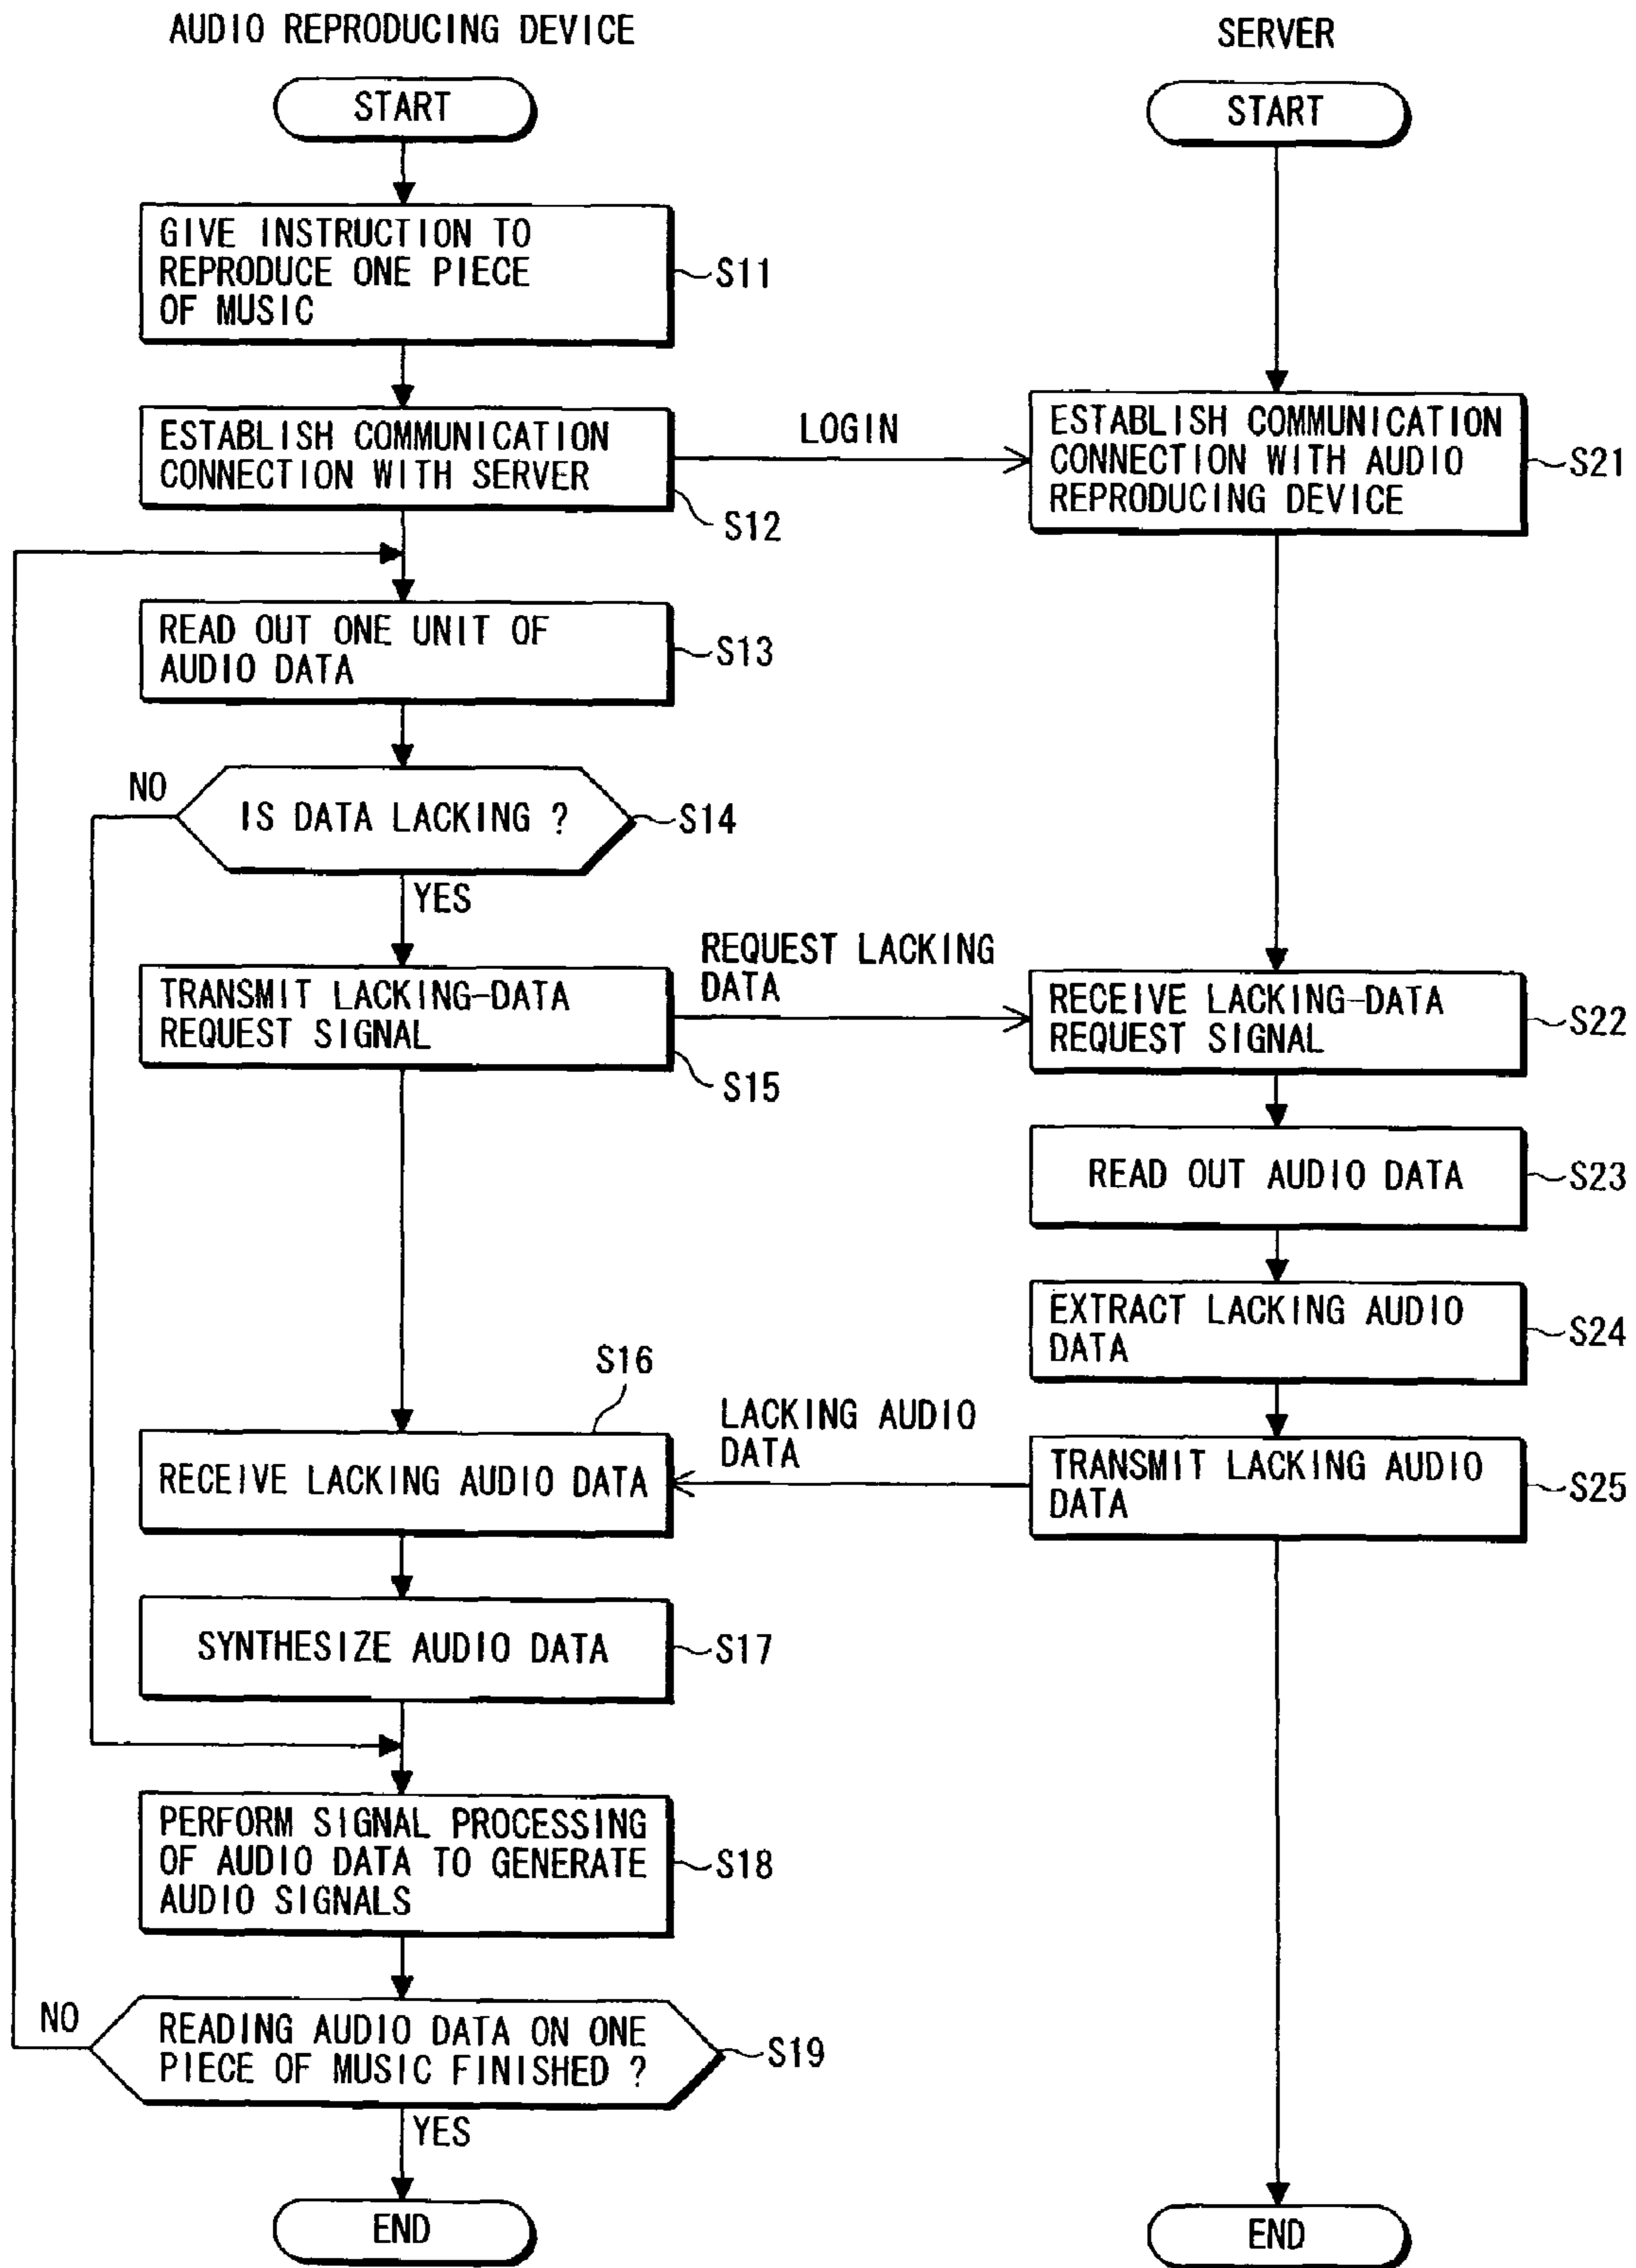 AUDIO REPRODUCING DEVICE
START
GIVE INSTRUCTION TO
REPRODUCE ONE PIECE
OF MUSIC
S11
ESTABLISH COMMUNICATION
CONNECTION WITH SERVER
S12
LOGIN
READ OUT ONE UNIT OF
AUDIO DATA
S13
NO
IS DATA LACKING ?
S14
YES
TRANSMIT LACKING-DATA
REQUEST SIGNAL
S15
REQUEST LACKING
DATA
S16
RECEIVE LACKING AUDIO DATA
LACKING AUDIO
DATA
SYNTHESIZE AUDIO DATA
S17
PERFORM SIGNAL PROCESSING
OF AUDIO DATA TO GENERATE
AUDIO SIGNALS
S18
NO
READING AUDIO DATA ON ONE
PIECE OF MUSIC FINISHED ?
S19
YES
END
SERVER
START
ESTABLISH COMMUNICATION
CONNECTION WITH AUDIO
REPRODUCING DEVICE
S21
RECEIVE LACKING-DATA
REQUEST SIGNAL
S22
READ OUT AUDIO DATA
S23
EXTRACT LACKING AUDIO
DATA
S24
TRANSMIT LACKING AUDIO
DATA
S25
END